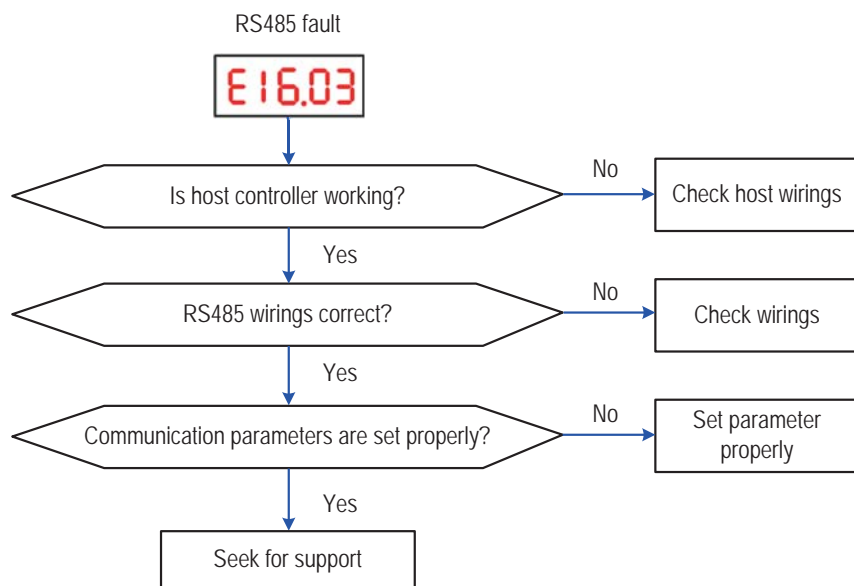 RS485 fault
E16.03
Is host controller working?
No
Check host wirings
Yes
RS485 wirings correct?
No
Check wirings
Yes
Communication parameters are set properly?
No
Set parameter
properly
Yes
Seek for support